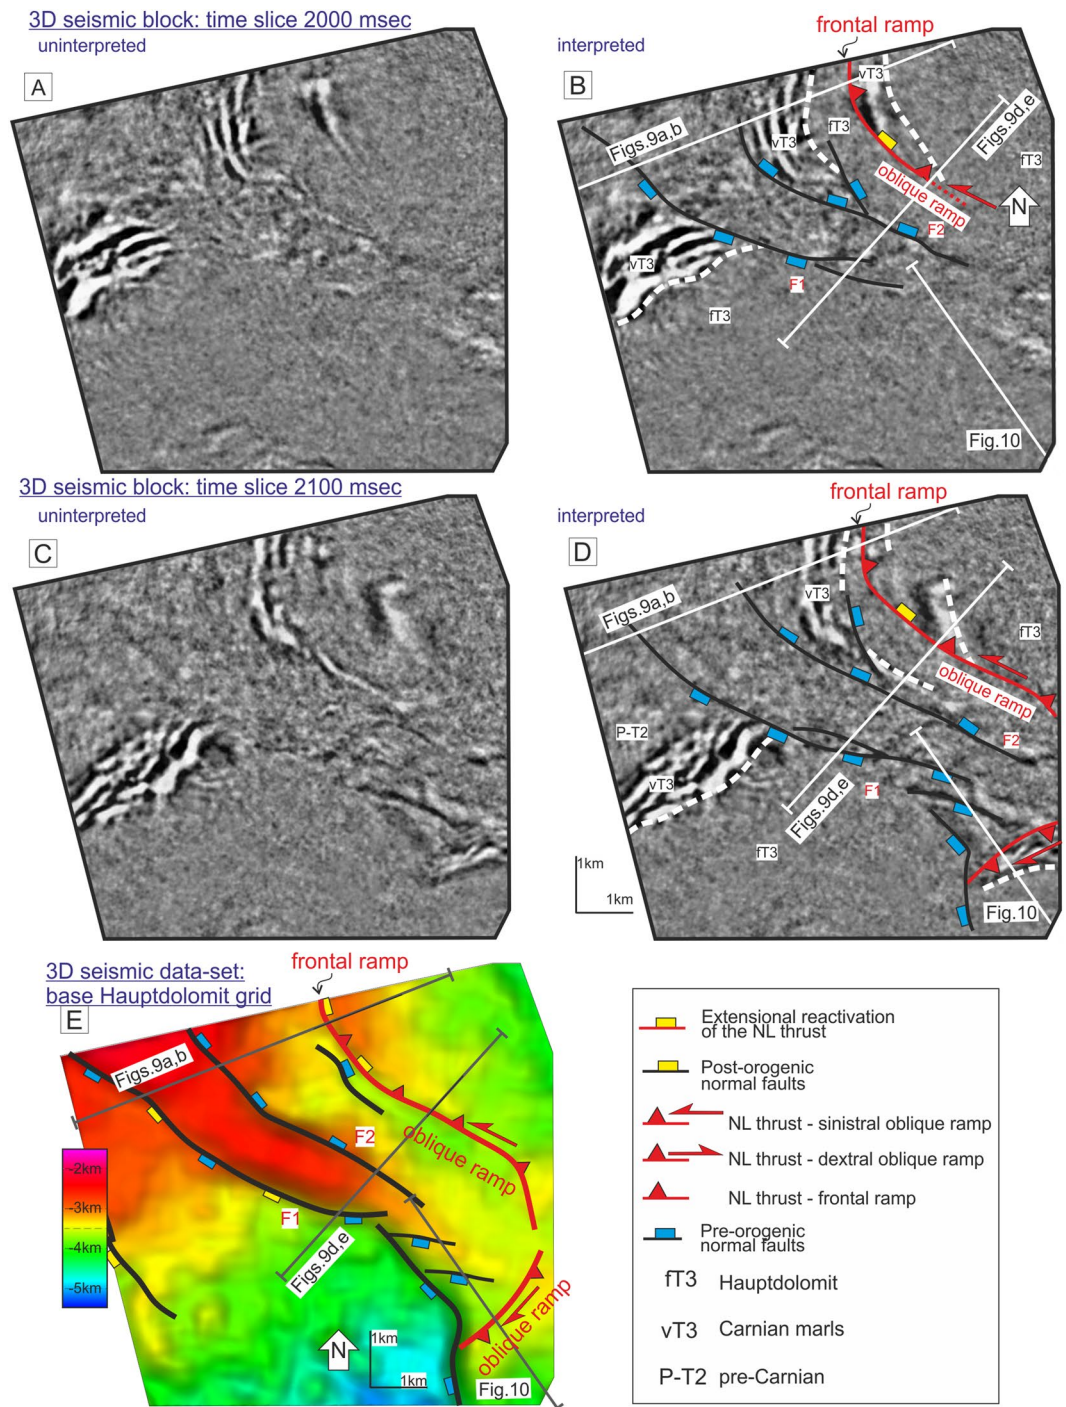 3D seismic block: time slice 2000 msec
uninterpreted
A
interpreted
frontal ramp
B
vT3
Figs.9a,b
Figs.9d,e
fT3
vT3
fT3
oblique ramp
N
F2
vT3
F1
fT3
Fig.10
3D seismic block: time slice 2100 msec
uninterpreted
C
interpreted
frontal ramp
D
vT3
Figs.9a,b
fT3
oblique ramp
P-T2
F2
vT3
F1
Figs.9d,e
fT3
1km
1km
Fig.10
3D seismic data-set:
base Hauptdolomit grid
frontal ramp
E
Figs.9a,b
F2
oblique ramp
-2km
-3km
-4km
-5km
F1
Figs.9d,e
oblique ramp
N
1km
1km
Fig.10
Extensional reactivation
of the NL thrust
Post-orogenic
normal faults
NL thrust - sinistral oblique ramp
NL thrust - dextral oblique ramp
NL thrust - frontal ramp
Pre-orogenic
normal faults
fT3 Hauptdolomit
vT3 Carnian marls
P-T2 pre-Carnian